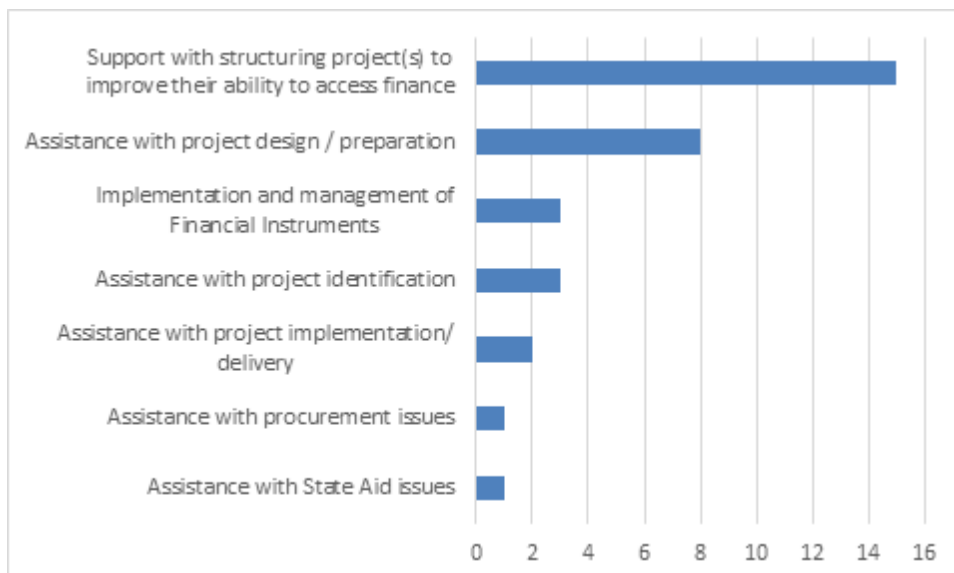 Support with structuring project(s) to
improve their ability to access finance
Assistance with project design / preparation
Implementation and management of
Financial Instruments
Assistance with project identification
Assistance with project implementation/
delivery
Assistance with procurement issues
Assistance with State Aid issues
0 2 4 6 8 10 12 14 16